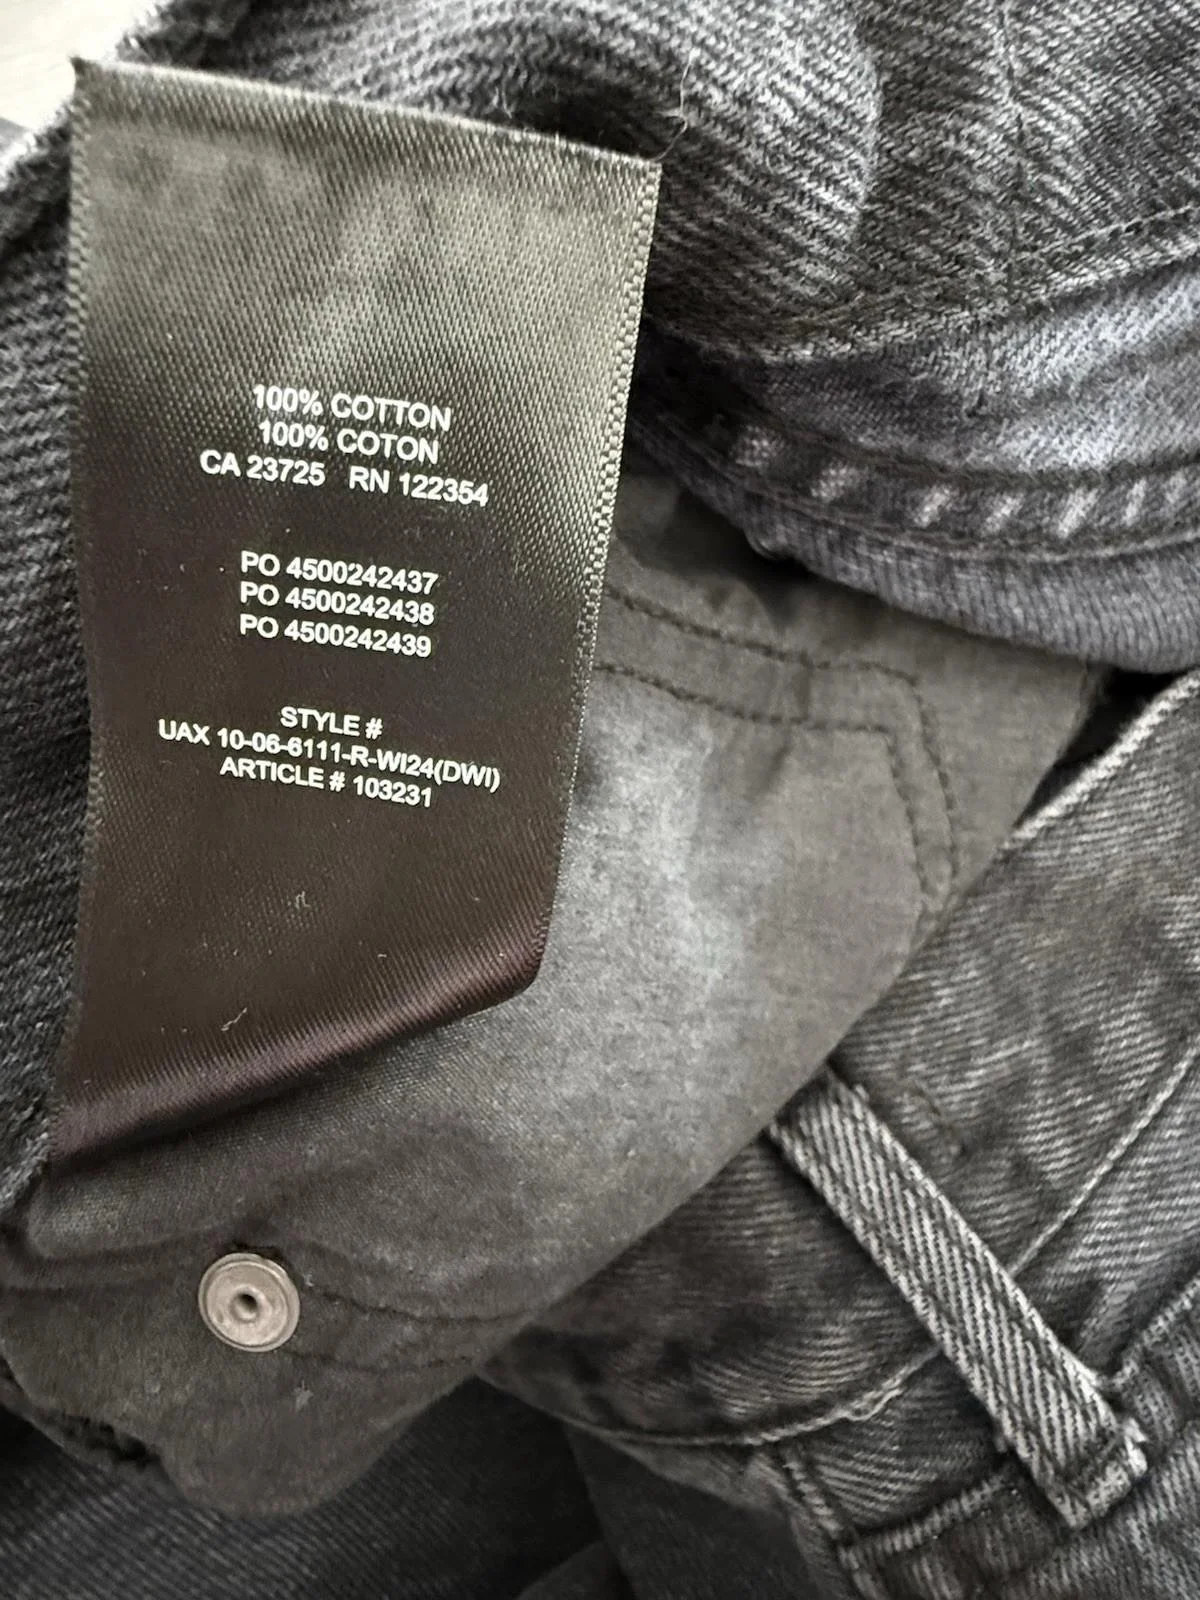 100% COTTON
100% COTON
CA 23725 RN 122354
PO 4500242437
PO 4500242438
PO 4500242439
STYLE #
UAX 10-06-6111-R-WI24(DWI)
ARTICLE # 103231